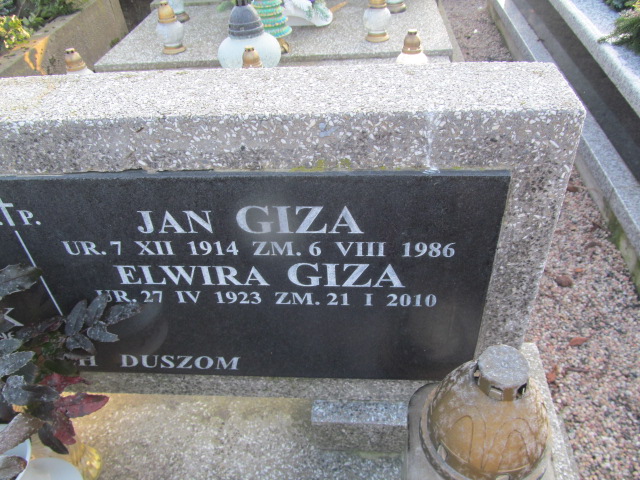 P.
JAN GIZA
UR. 7 XII 1914 ZM. 6 VIII 1986
ELWIRA GIZA
UR. 27 IV 1923 ZM. 21 I 2010
DUSZOM